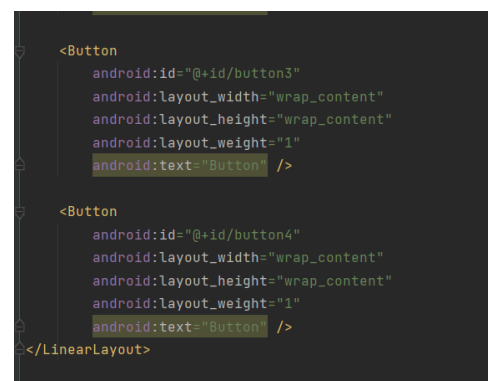 <Button
android:id="@+id/button3"
android:layout_width="wrap_content"
android:layout_height="wrap_content"
android:layout_weight="1"
android:text="Button" />
<Button
android:id="@+id/button4"
android:layout_width="wrap_content"
android:layout_height="wrap_content"
android:layout_weight="1"
android:text="Button" />
</LinearLayout>